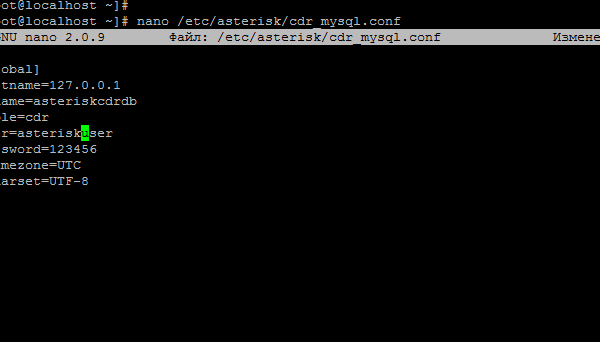 ot@localhost ~]#
ot@localhost ~]# nano /etc/asterisk/cdr_mysql.conf
GNU nano 2.0.9 Файл: /etc/asterisk/cdr_mysql.conf Измене
obal]
tname=127.0.0.1
ame=asteriskcdrdb
le=cdr
r=asteriskuser
sword=123456
mezone=UTC
arset=UTF-8